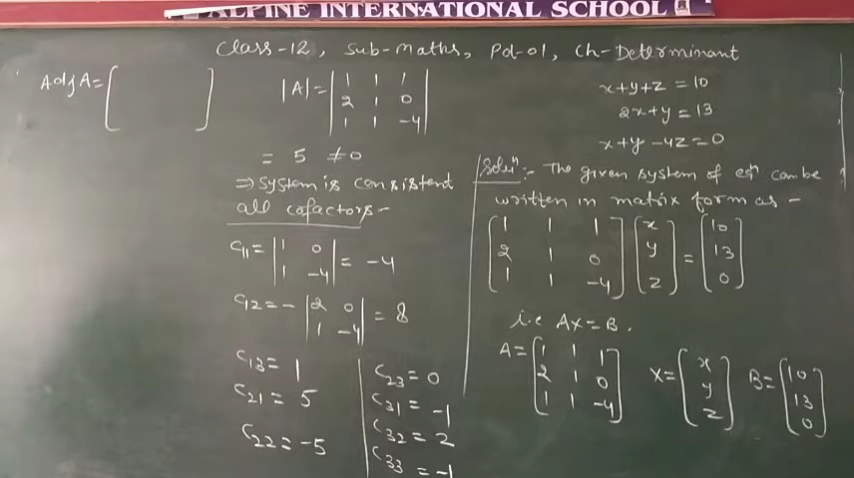 ALPINE INTERNATIONAL SCHOOL
Class-12, Sub-Maths, Pd-01, Ch-Determinant
AdjA = [ ]
|A| = | 1 1 1 |
| 2 1 0 |
| 1 1 -4 |
= 5 ≠ 0
⇒ System is consistent
all cofactors-
C11 = | 1 0 |
| 1 -4 | = -4
C12 = - | 2 0 |
| 1 -4 | = 8
C13 = 1
C21 = 5
C22 = -5
C23 = 0
C31 = -1
C32 = 2
C33 = -1
x+y+z = 10
2x+y = 13
x+y-4z = 0
Soluⁿ:- The given system of eqⁿ can be
written in matrix form as -
[ 1 1 1 ] [ x ] = [ 10 ]
[ 2 1 0 ] [ y ] [ 13 ]
[ 1 1 -4 ] [ z ] [ 0 ]
i.e AX = B.
A = [ 1 1 1 ] X = [ x ] B = [ 10 ]
[ 2 1 0 ] [ y ] [ 13 ]
[ 1 1 -4 ] [ z ] [ 0 ]